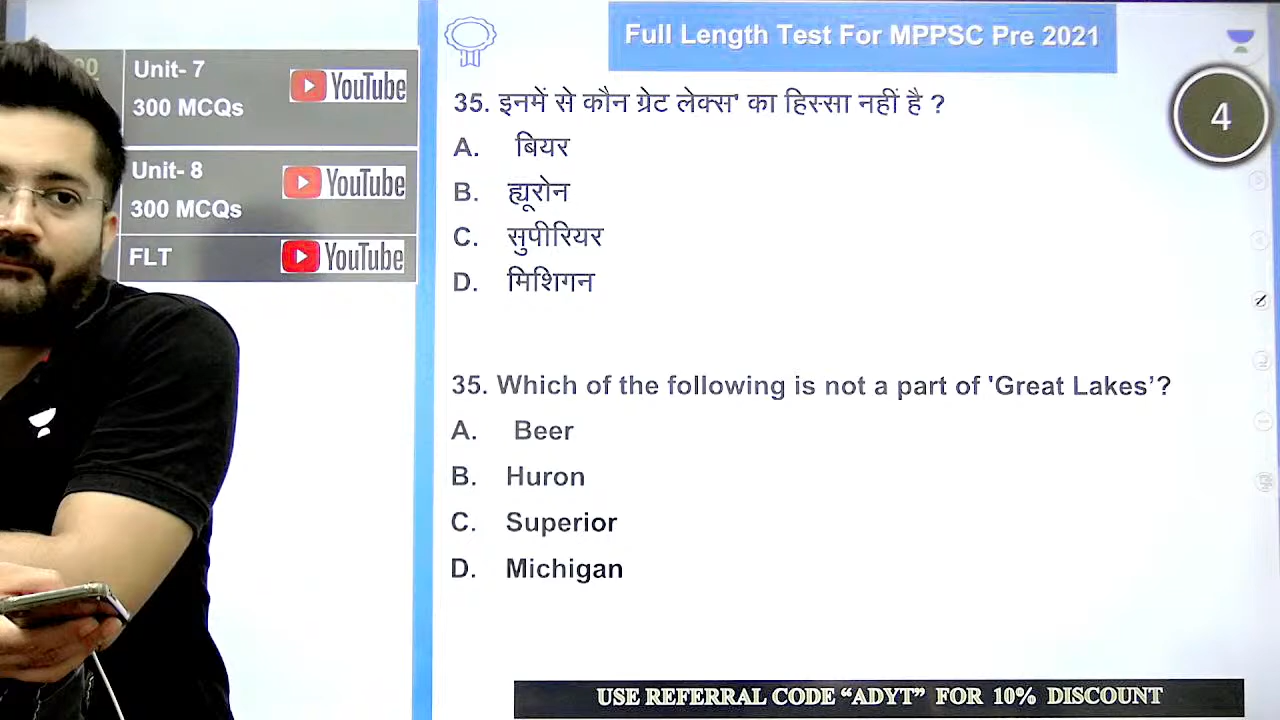 Full Length Test For MPPSC Pre 2021
Unit- 7
300 MCQs
YouTube
Unit- 8
300 MCQs
YouTube
FLT
YouTube
4
35. इनमें से कौन ग्रेट लेक्स' का हिस्सा नहीं है ?
A. बियर
B. ह्यूरोन
C. सुपीरियर
D. मिशिगन
35. Which of the following is not a part of 'Great Lakes’?
A. Beer
B. Huron
C. Superior
D. Michigan
USE REFERRAL CODE “ADYT” FOR 10% DISCOUNT